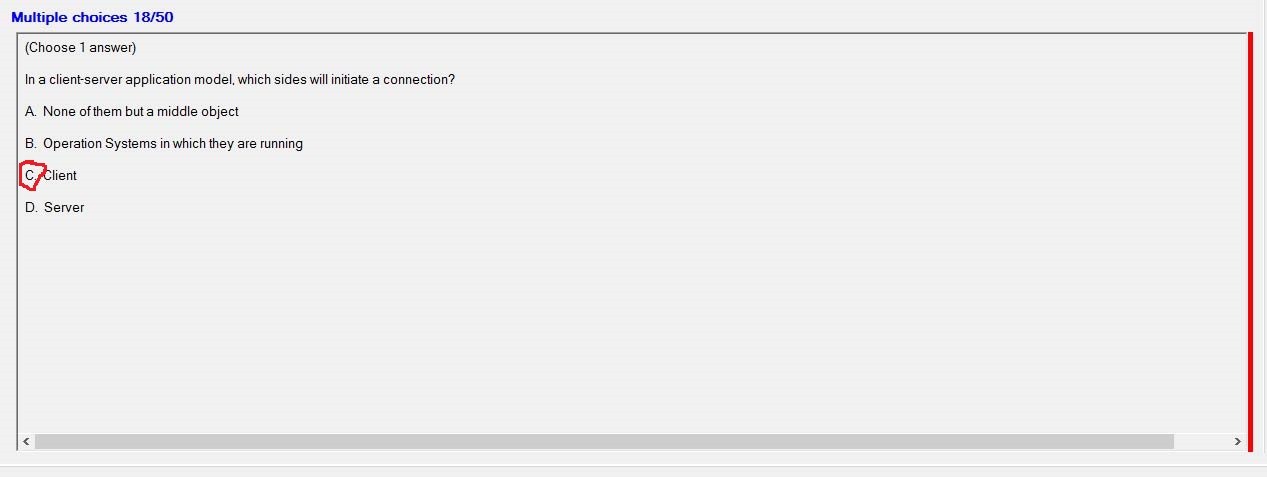 Multiple choices 18/50
(Choose 1 answer)
In a client-server application model, which sides will initiate a connection?
A. None of them but a middle object
B. Operation Systems in which they are running
C. Client
D. Server